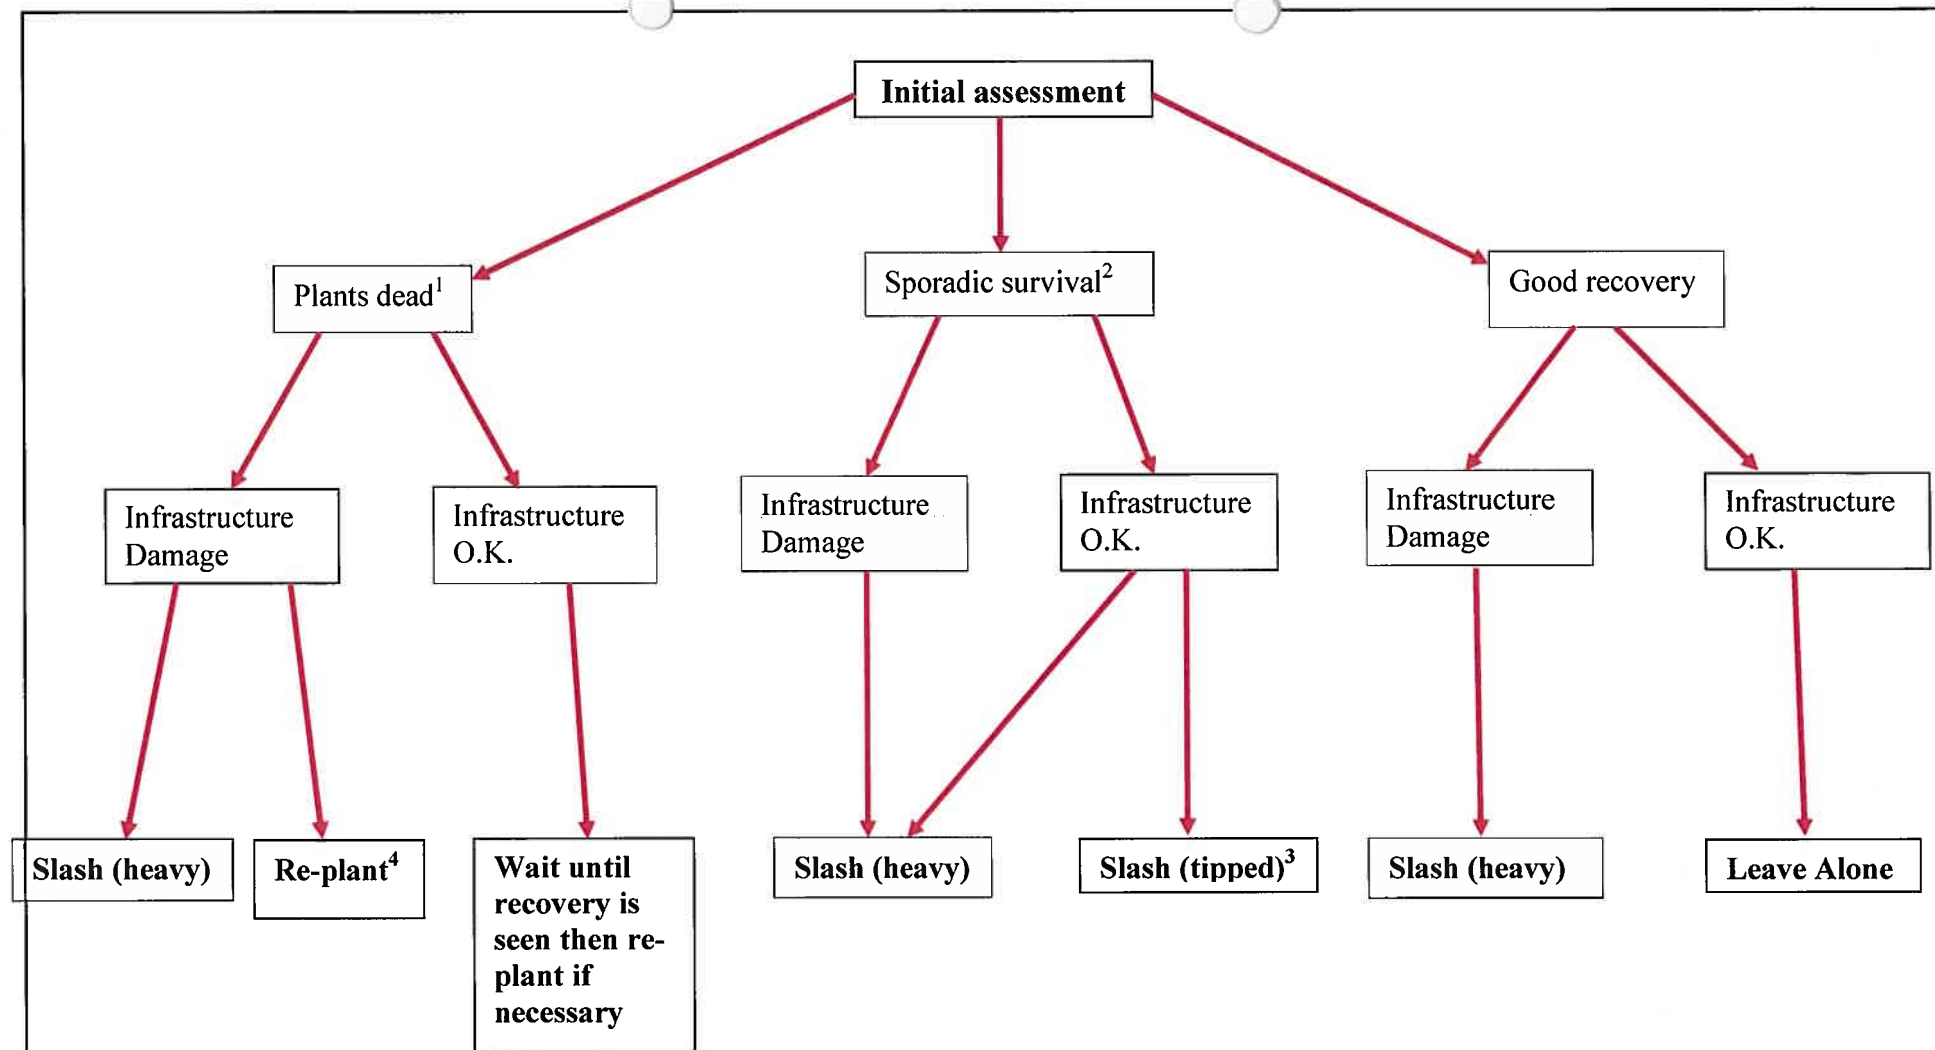 Initial assessment
Plants dead¹
Sporadic survival²
Good recovery
Infrastructure
Damage
Infrastructure
O.K.
Infrastructure
Damage
Infrastructure
O.K.
Infrastructure
Damage
Infrastructure
O.K.
Slash (heavy)
Re-plant⁴
Wait until
recovery is
seen then re-
plant if
necessary
Slash (heavy)
Slash (tipped)³
Slash (heavy)
Leave Alone